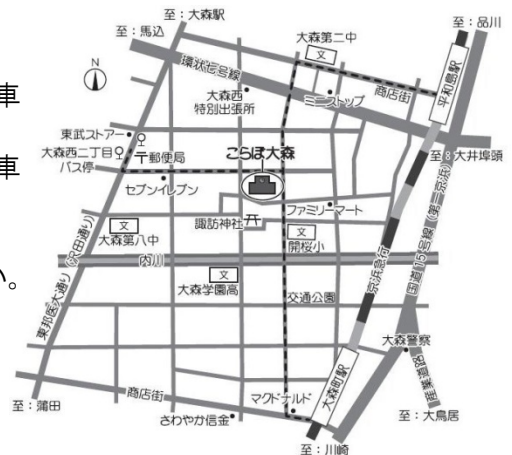 至：大森駅
至：馬込
至：品川
大森第二中
文
平和島駅
環状七号線
商店街
ミニストップ
大森西
特別出張所
車
東武ストアー
大森西二丁目
バス停
〒郵便局
こらぼ大森
至：大井埠頭
車
セブンイレブン
ファミリーマート
諏訪神社
文
大森第八中
文
開桜小
内川
い。
文
大森学園高
交通公園
東邦医大通り（沢田通り）
京浜急行
国道15号線（第一京浜）
大森警察
産業道路
大森町駅
商店街
マクドナルド
さわやか信金
至：蒲田
至：大鳥居
至：川崎